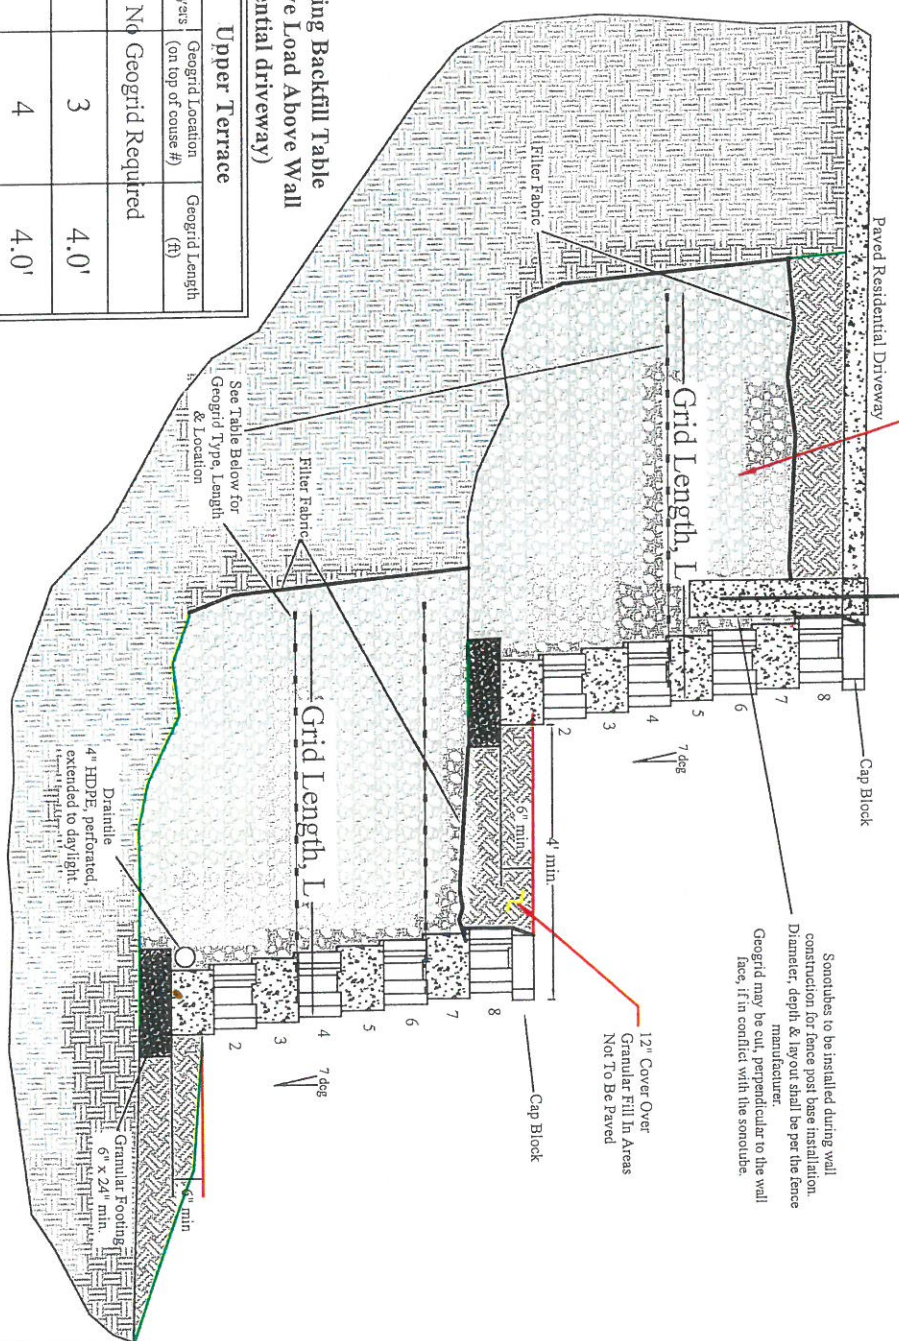 Paved Residential Driveway
Filter Fabric
Grid Length, L
8
7
6
5
4
3
2
7 deg
Cap Block
Sonotubes to be installed during wall
construction for fence post base installation.
Diameter, depth & layout shall be per the fence
manufacturer.
Geogrid may be cut, perpendicular to the wall
face, if in conflict with the sonotube.
4' min
6" min
12" Cover Over
Granular Fill In Areas
Not To Be Paved
Cap Block
See Table Below for
Geogrid Type, Length
& Location
Filter Fabric
Grid Length, L
8
7
6
5
4
3
2
7 deg
Draintile
4" HDPE, perforated,
extended to daylight.
6" min
Granular Footing
6" x 24" min.
ing Backfill Table
ve Load Above Wall
ential driveway)
Upper Terrace
yers
Geogrid Location
(on top of couse #)
Geogrid Length
(ft)
No Geogrid Required
3 4.0'
4 4.0'